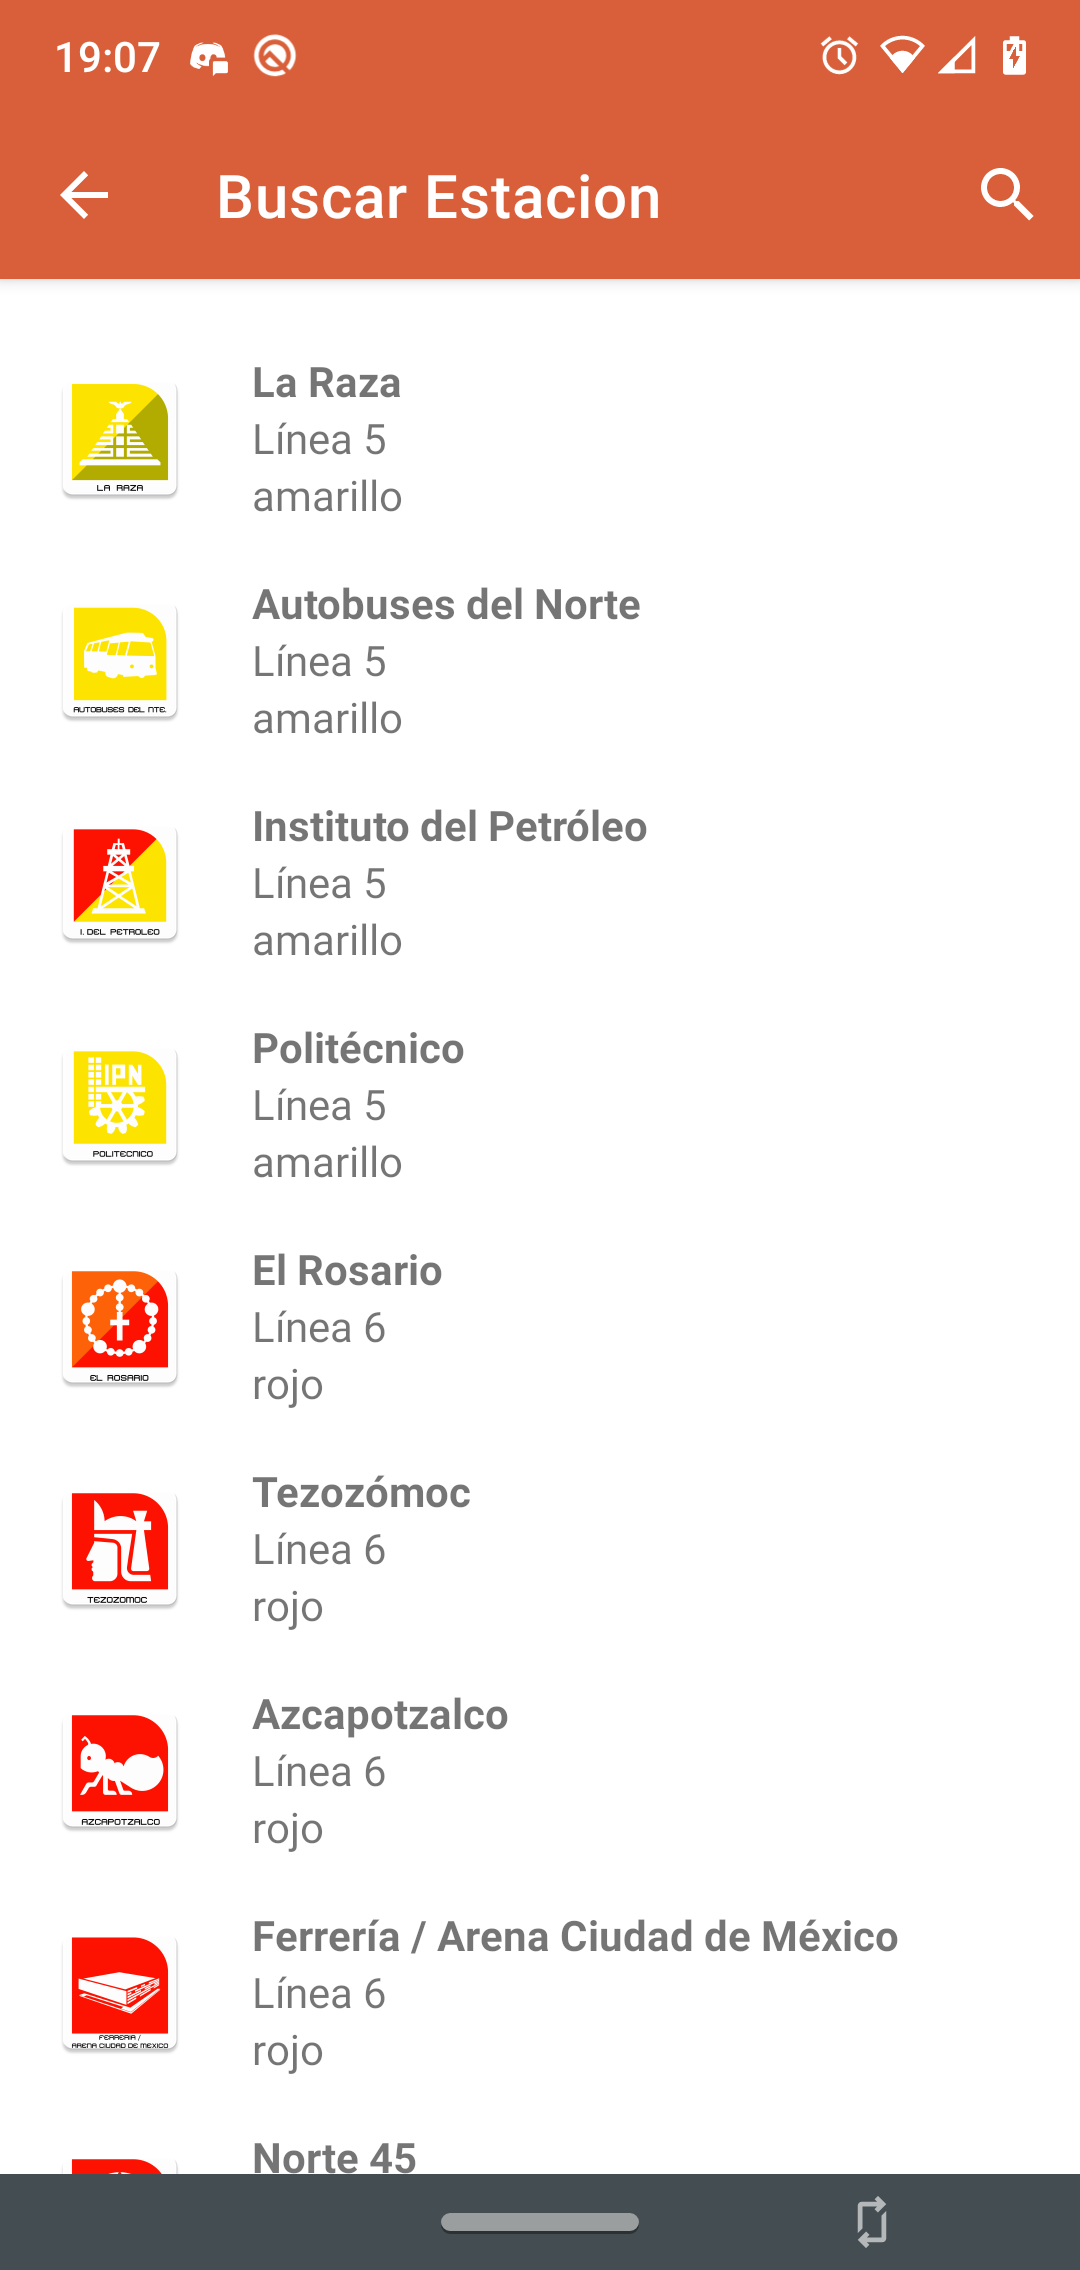 19:07
Buscar Estacion
La Raza
Línea 5
amarillo
LA RAZA
Autobuses del Norte
Línea 5
amarillo
AUTOBUSES DEL NTE.
Instituto del Petróleo
Línea 5
amarillo
I. DEL PETROLEO
Politécnico
Línea 5
amarillo
IPN
POLITECNICO
El Rosario
Línea 6
rojo
EL ROSARIO
Tezozómoc
Línea 6
rojo
TEZOZOMOC
Azcapotzalco
Línea 6
rojo
AZCAPOTZALCO
Ferrería / Arena Ciudad de México
Línea 6
rojo
FERRERIA /
ARENA CIUDAD DE MEXICO
Norte 45